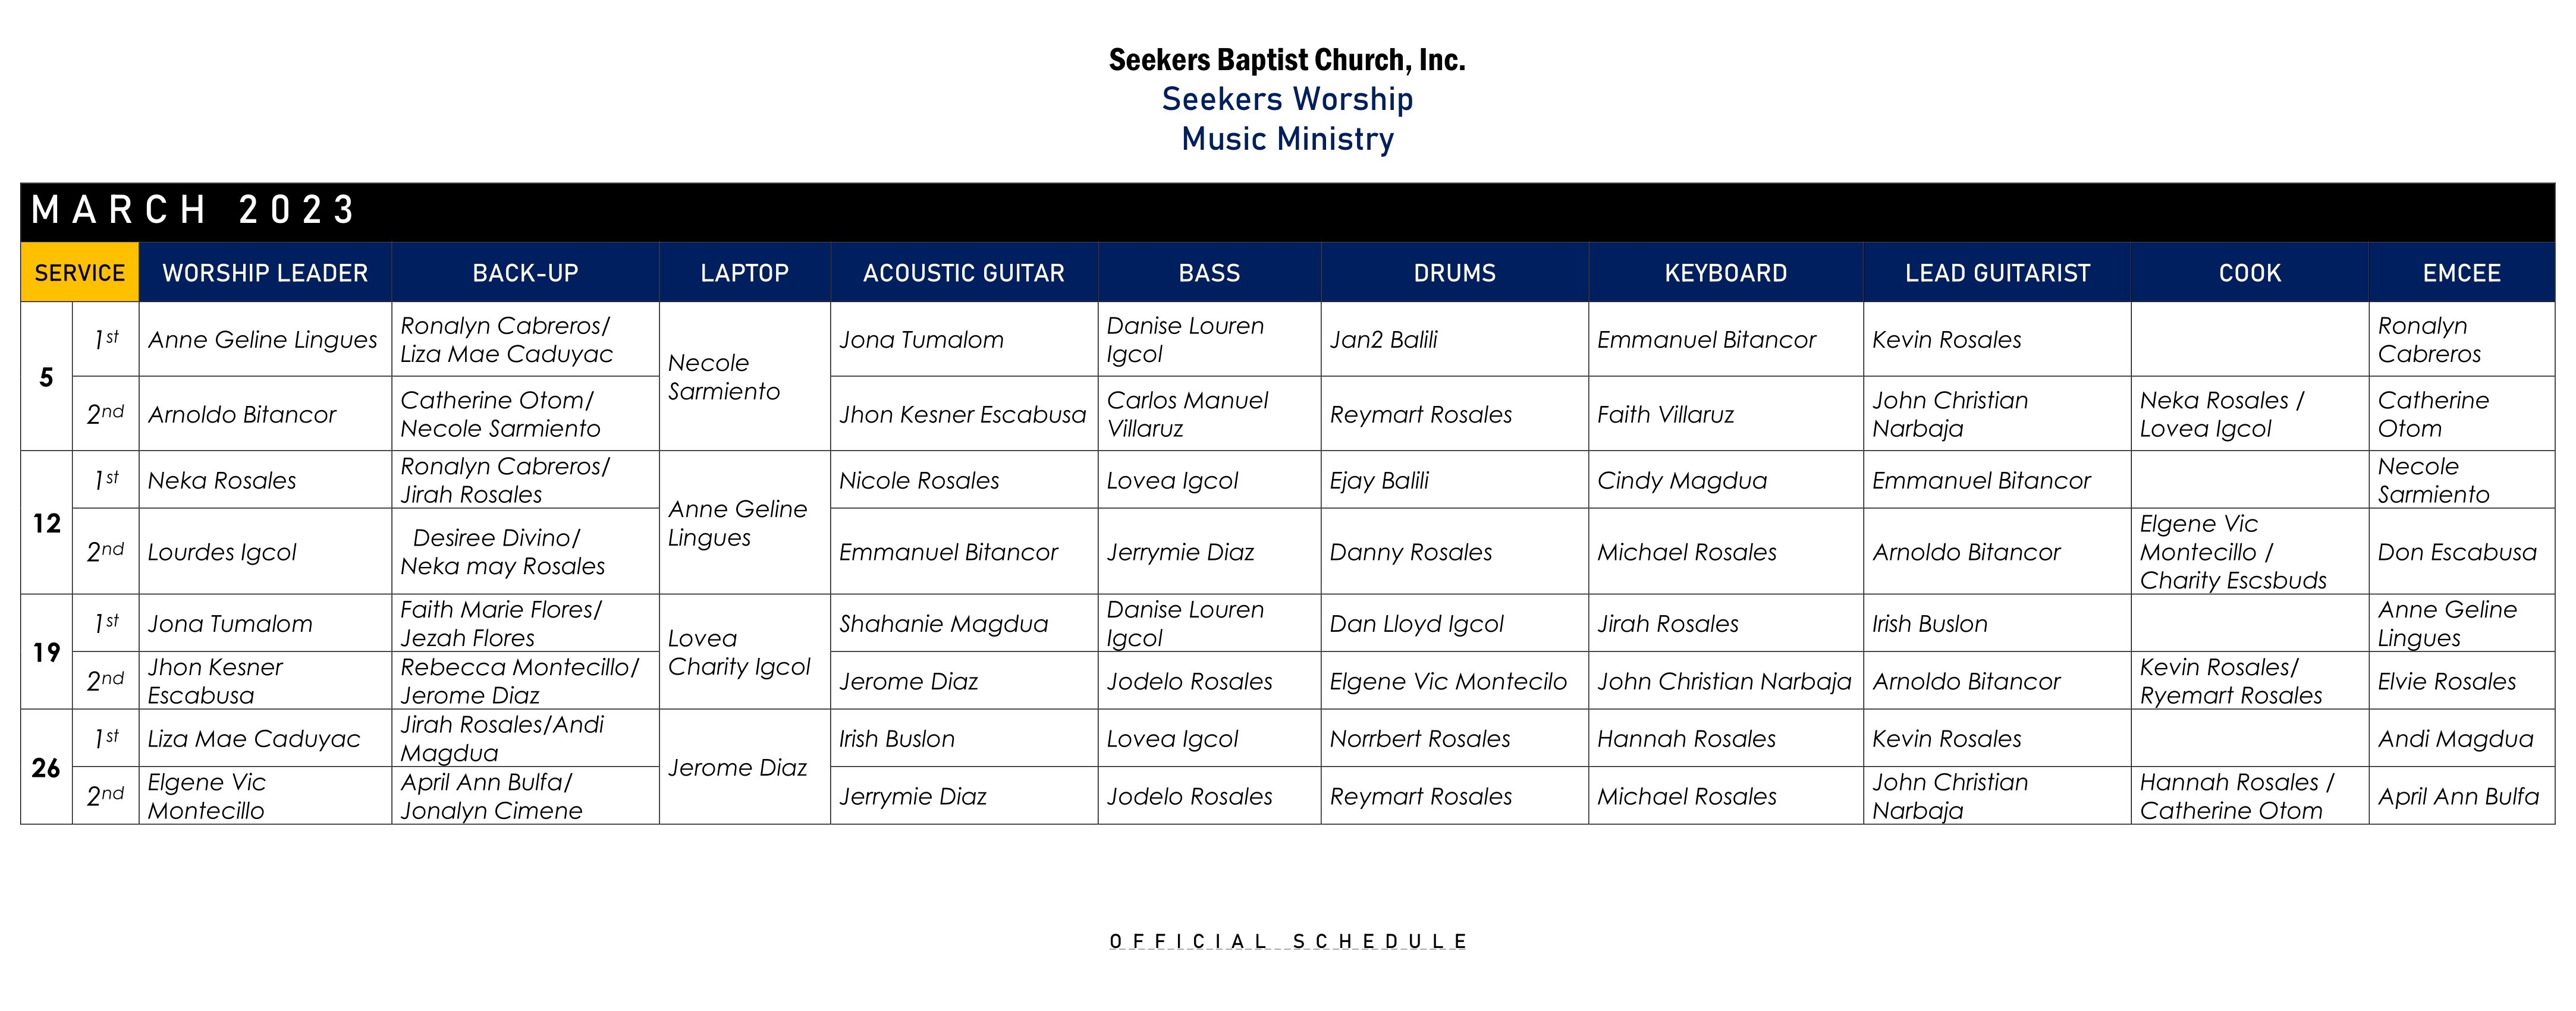 Seekers Baptist Church, Inc.
Seekers Worship
Music Ministry
MARCH 2023
SERVICE WORSHIP LEADER BACK-UP LAPTOP ACOUSTIC GUITAR BASS DRUMS KEYBOARD LEAD GUITARIST COOK EMCEE
5
1st
Anne Geline Lingues
Ronalyn Cabreros/
Liza Mae Caduyac
Necole
Sarmiento
Jona Tumalom
Danise Louren
Igcol
Jan2 Balili
Emmanuel Bitancor
Kevin Rosales
Ronalyn
Cabreros
2nd
Arnoldo Bitancor
Catherine Otom/
Necole Sarmiento
Jhon Kesner Escabusa
Carlos Manuel
Villaruz
Reymart Rosales
Faith Villaruz
John Christian
Narbaja
Neka Rosales /
Lovea Igcol
Catherine
Otom
12
1st
Neka Rosales
Ronalyn Cabreros/
Jirah Rosales
Anne Geline
Lingues
Nicole Rosales
Lovea Igcol
Ejay Balili
Cindy Magdua
Emmanuel Bitancor
Necole
Sarmiento
2nd
Lourdes Igcol
Desiree Divino/
Neka may Rosales
Emmanuel Bitancor
Jerrymie Diaz
Danny Rosales
Michael Rosales
Arnoldo Bitancor
Elgene Vic
Montecillo /
Charity Escsbuds
Don Escabusa
19
1st
Jona Tumalom
Faith Marie Flores/
Jezah Flores
Lovea
Charity Igcol
Shahanie Magdua
Danise Louren
Igcol
Dan Lloyd Igcol
Jirah Rosales
Irish Buslon
Anne Geline
Lingues
2nd
Jhon Kesner
Escabusa
Rebecca Montecillo/
Jerome Diaz
Jerome Diaz
Jodelo Rosales
Elgene Vic Montecilo
John Christian Narbaja
Arnoldo Bitancor
Kevin Rosales/
Ryemart Rosales
Elvie Rosales
26
1st
Liza Mae Caduyac
Jirah Rosales/Andi
Magdua
Jerome Diaz
Irish Buslon
Lovea Igcol
Norrbert Rosales
Hannah Rosales
Kevin Rosales
Andi Magdua
2nd
Elgene Vic
Montecillo
April Ann Bulfa/
Jonalyn Cimene
Jerrymie Diaz
Jodelo Rosales
Reymart Rosales
Michael Rosales
John Christian
Narbaja
Hannah Rosales /
Catherine Otom
April Ann Bulfa
OFFICIAL SCHEDULE